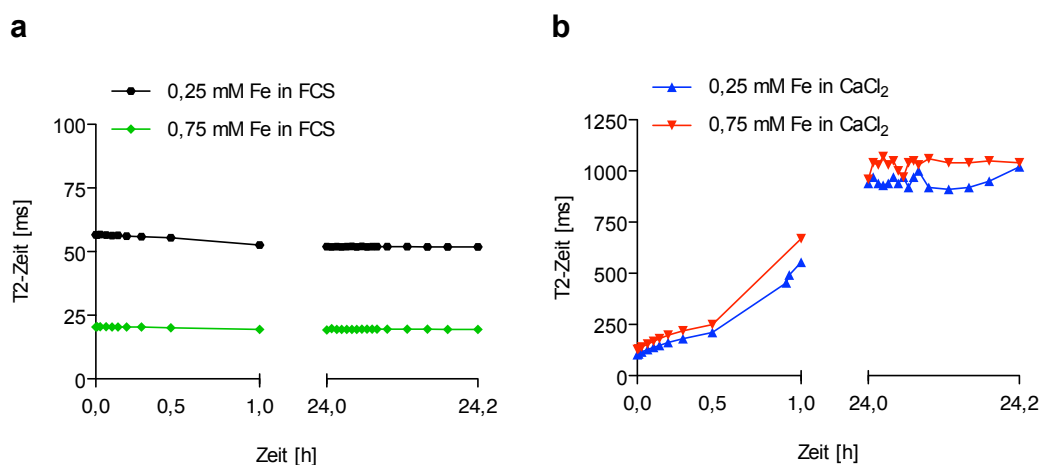 a
0,25 mM Fe in FCS
0,75 mM Fe in FCS
100
75
50
25
0
T2-Zeit [ms]
0,0
0,5
1,0
24,0
24,2
Zeit [h]
b
0,25 mM Fe in CaCl₂
0,75 mM Fe in CaCl₂
1250
1000
750
500
250
0
T2-Zeit [ms]
0,0
0,5
1,0
24,0
24,2
Zeit [h]